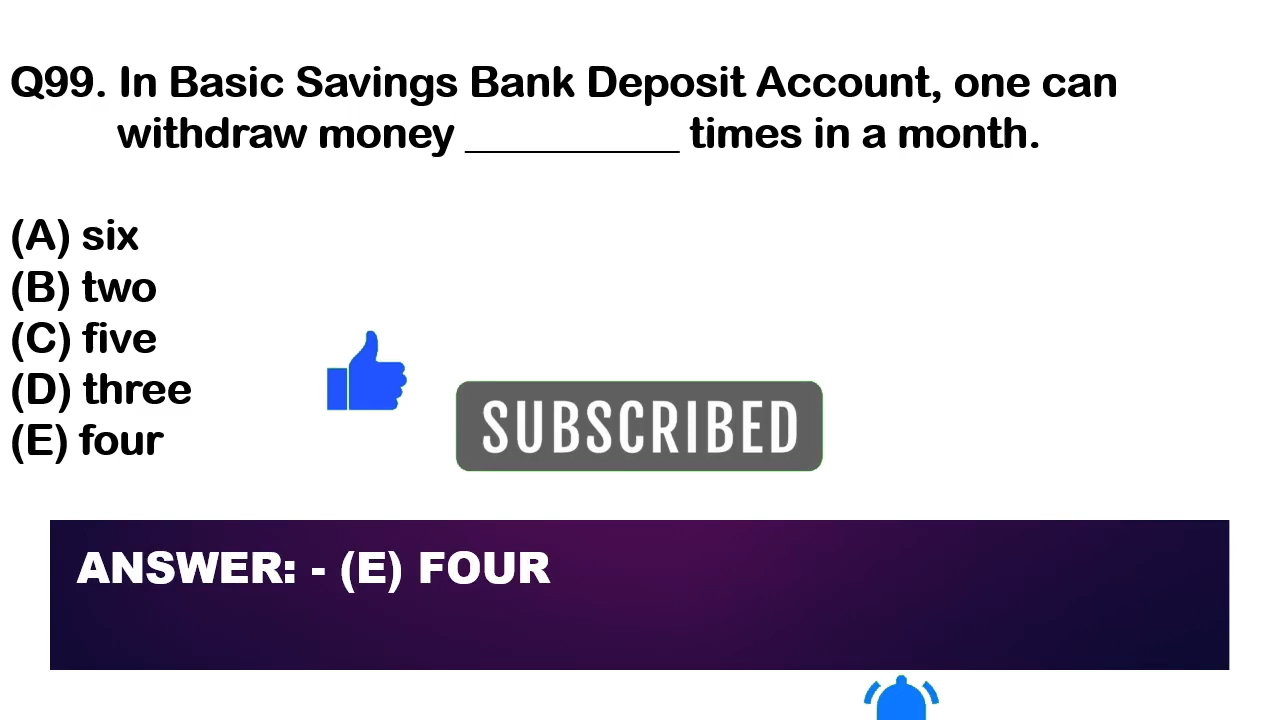 Q99. In Basic Savings Bank Deposit Account, one can
withdraw money __________ times in a month.
(A) six
(B) two
(C) five
(D) three
(E) four
SUBSCRIBED
ANSWER: - (E) FOUR